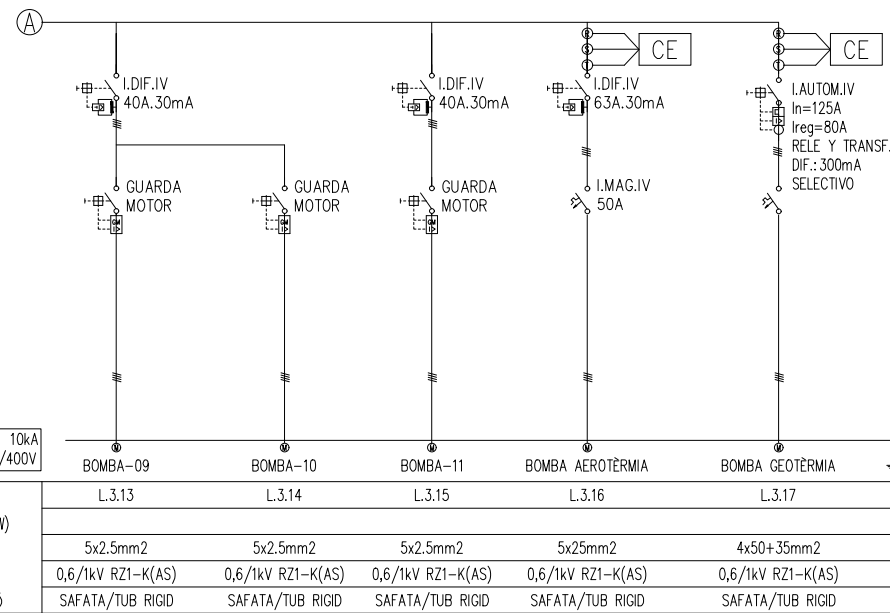 A
R
S
T
CE
R
S
T
CE
I.DIF.IV
40A.30mA
I.DIF.IV
40A.30mA
I.DIF.IV
63A.30mA
I.AUTOM.IV
In=125A
Ireg=80A
RELE Y TRANSF.
DIF.:300mA
SELECTIVO
GUARDA
MOTOR
GUARDA
MOTOR
GUARDA
MOTOR
I.MAG.IV
50A
10kA
/400V
M
M
M
M
M
BOMBA-09
BOMBA-10
BOMBA-11
BOMBA AEROTÈRMIA
BOMBA GEOTÈRMIA
L.3.13
L.3.14
L.3.15
L.3.16
L.3.17
W)
5x2.5mm2
5x2.5mm2
5x2.5mm2
5x25mm2
4x50+35mm2
0,6/1kV RZ1-K(AS)
0,6/1kV RZ1-K(AS)
0,6/1kV RZ1-K(AS)
0,6/1kV RZ1-K(AS)
0,6/1kV RZ1-K(AS)
SAFATA/TUB RIGID
SAFATA/TUB RIGID
SAFATA/TUB RIGID
SAFATA/TUB RIGID
SAFATA/TUB RIGID